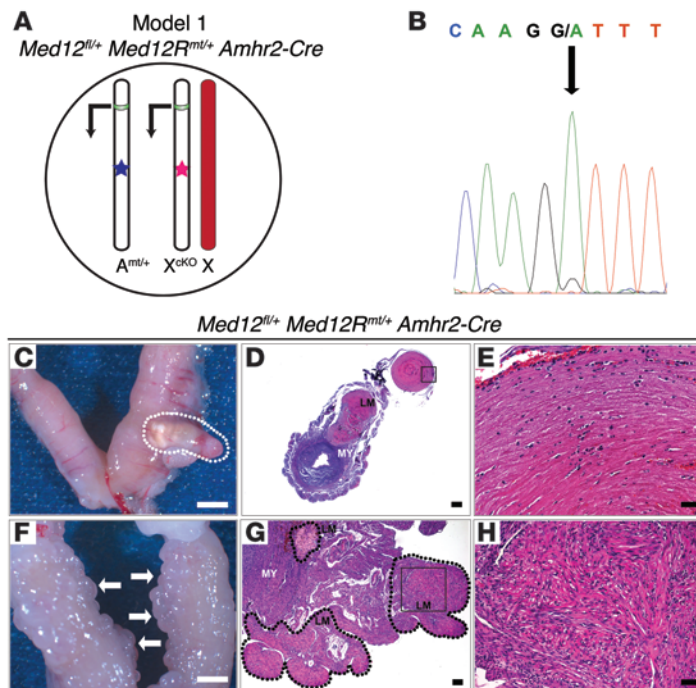 A
Model 1
Med12fl/+ Med12Rmt/+ Amhr2-Cre
Amt/+ XcKO X
B
C A A G G/A T T T
Med12fl/+ Med12Rmt/+ Amhr2-Cre
C
D
LM
MY
E
F
G
LM
MY
LM
LM
H